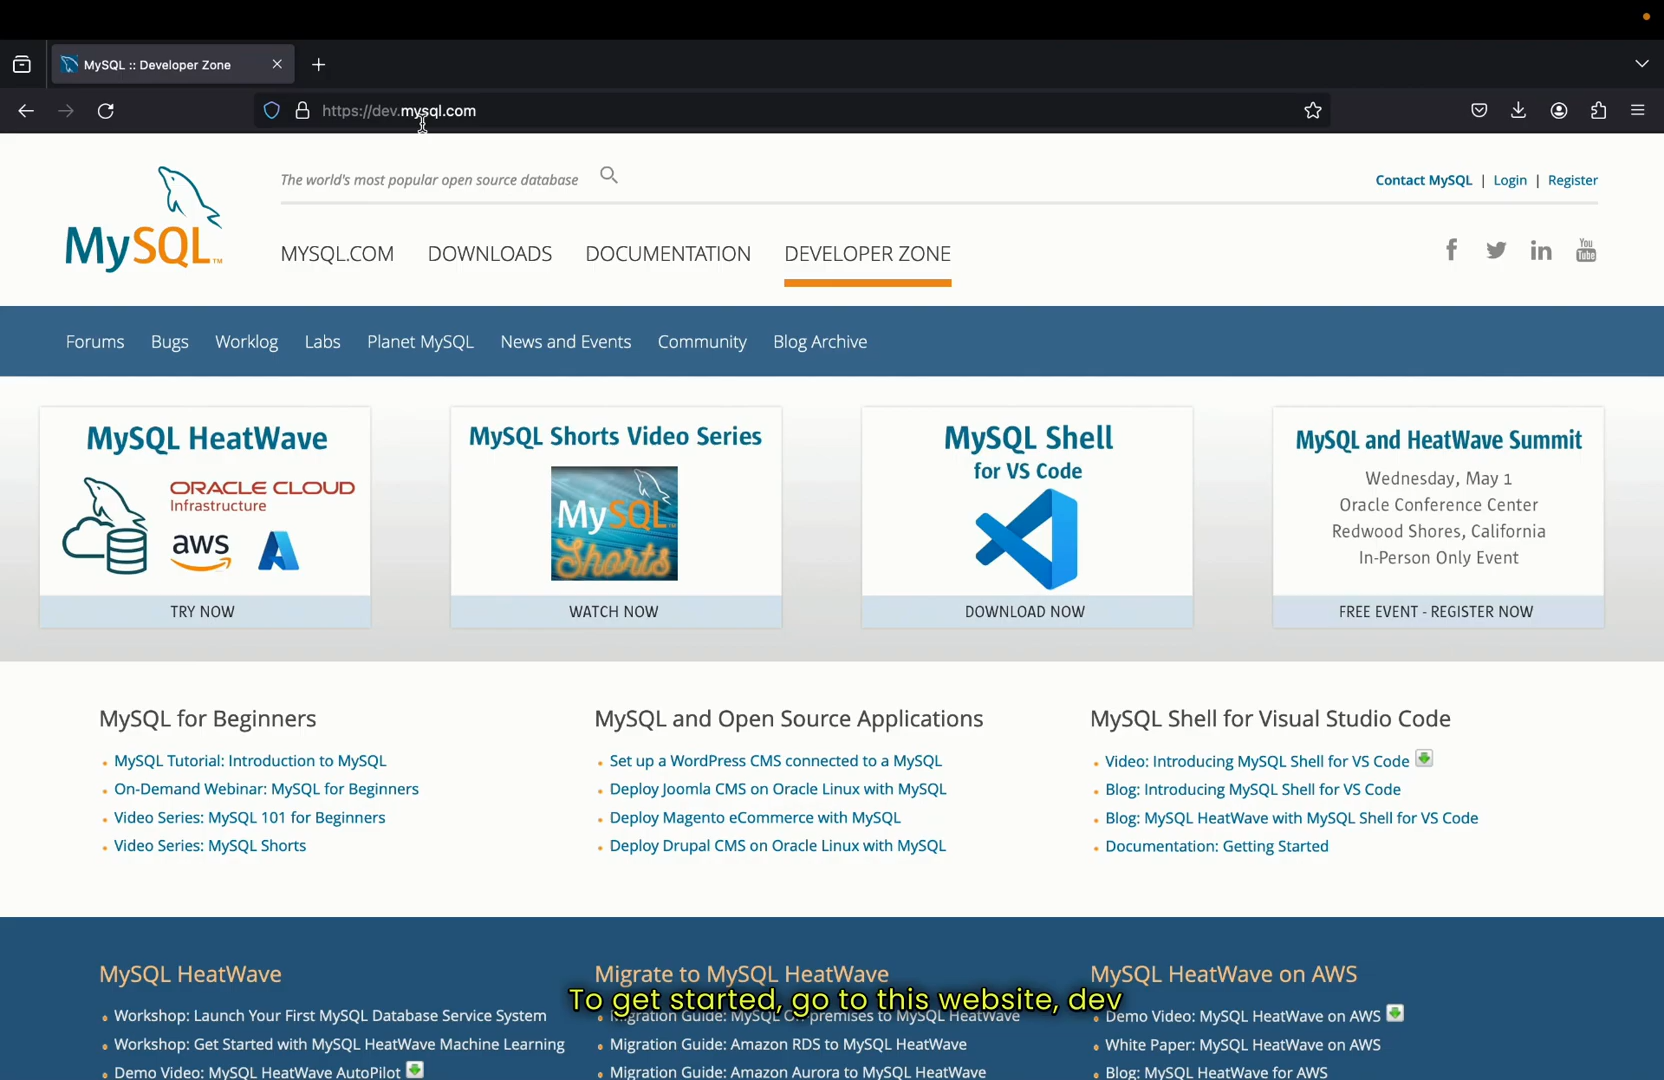 MySQL :: Developer Zone
https://dev.mysql.com
The world's most popular open source database
Contact MySQL | Login | Register
MySQL™
MYSQL.COM DOWNLOADS DOCUMENTATION DEVELOPER ZONE
You Tube
Forums Bugs Worklog Labs Planet MySQL News and Events Community Blog Archive
MySQL HeatWave
ORACLE CLOUD
Infrastructure
aws
TRY NOW
MySQL Shorts Video Series
MySQL
Shorts
WATCH NOW
MySQL Shell
for VS Code
DOWNLOAD NOW
MySQL and HeatWave Summit
Wednesday, May 1
Oracle Conference Center
Redwood Shores, California
In-Person Only Event
FREE EVENT - REGISTER NOW
MySQL for Beginners
MySQL Tutorial: Introduction to MySQL
On-Demand Webinar: MySQL for Beginners
Video Series: MySQL 101 for Beginners
Video Series: MySQL Shorts
MySQL and Open Source Applications
Set up a WordPress CMS connected to a MySQL
Deploy Joomla CMS on Oracle Linux with MySQL
Deploy Magento eCommerce with MySQL
Deploy Drupal CMS on Oracle Linux with MySQL
MySQL Shell for Visual Studio Code
Video: Introducing MySQL Shell for VS Code
Blog: Introducing MySQL Shell for VS Code
Blog: MySQL HeatWave with MySQL Shell for VS Code
Documentation: Getting Started
MySQL HeatWave
Workshop: Launch Your First MySQL Database Service System
Workshop: Get Started with MySQL HeatWave Machine Learning
Demo Video: MySQL HeatWave AutoPilot
Migrate to MySQL HeatWave
Migration Guide: MySQL On-premises to MySQL HeatWave
Migration Guide: Amazon RDS to MySQL HeatWave
Migration Guide: Amazon Aurora to MySQL HeatWave
MySQL HeatWave on AWS
Demo Video: MySQL HeatWave on AWS
White Paper: MySQL HeatWave on AWS
Blog: MySQL HeatWave for AWS
To get started, go to this website, dev